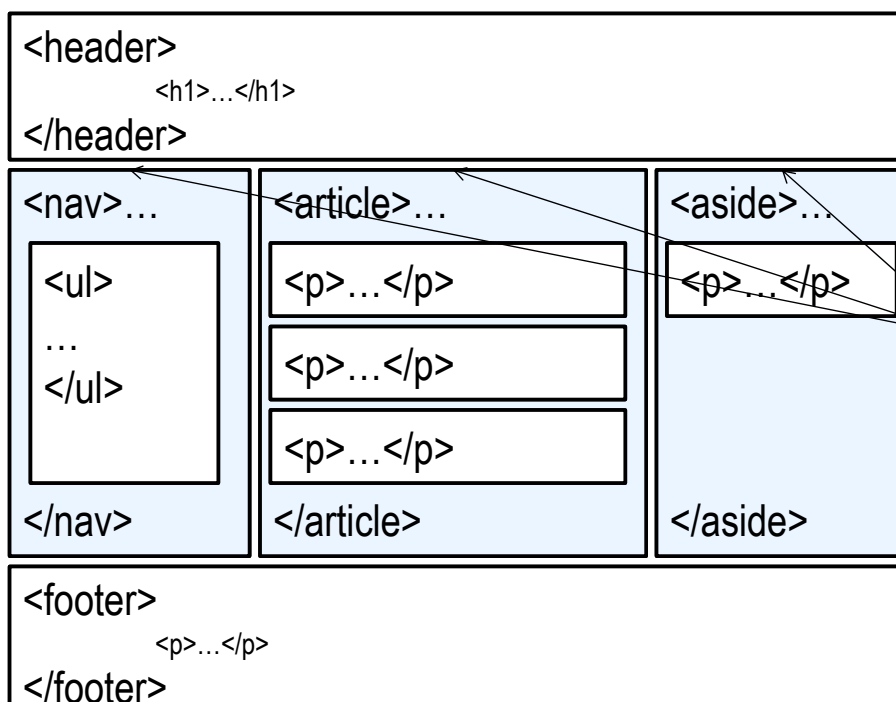 <header>
<h1>…</h1>
</header>
<nav>…
<ul>
…
</ul>
</nav>
<article>…
<p>…</p>
<p>…</p>
<p>…</p>
</article>
<aside>…
<p>…</p>
</aside>
<footer>
<p>…</p>
</footer>